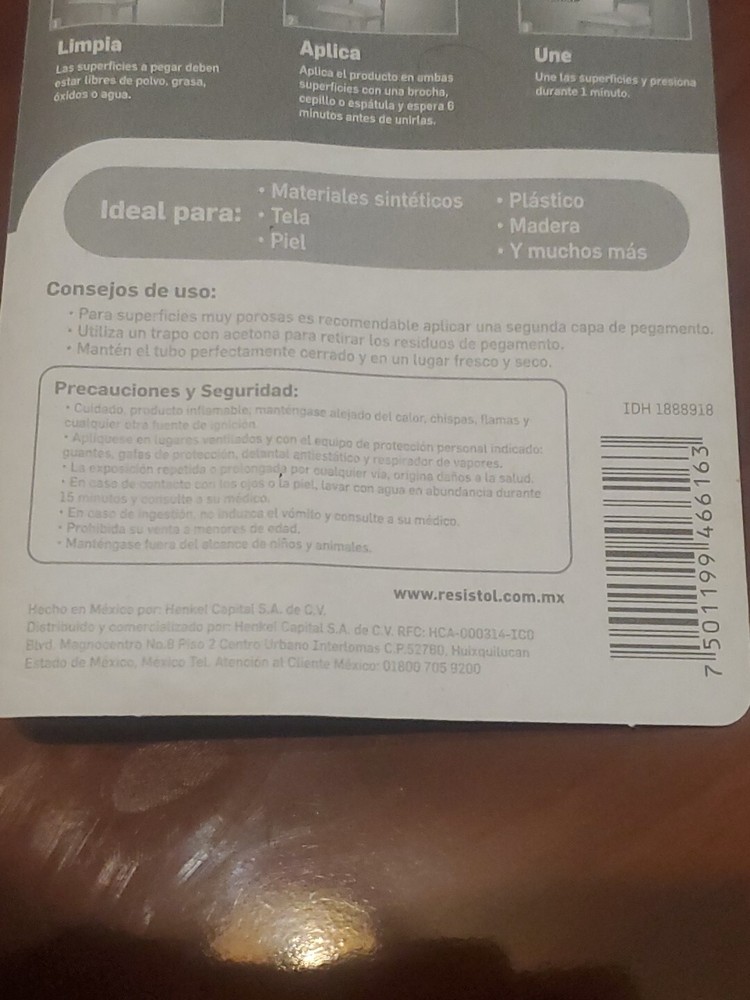 Limpia
Las superficies a pegar deben
estar libres de polvo, grasa,
óxidos o agua.
Aplica
Aplica el producto en ambas
superficies con una brocha,
cepillo o espátula y espera 6
minutos antes de unirlas.
Une
Une las superficies y presiona
durante 1 minuto.
Ideal para:
• Materiales sintéticos
• Tela
• Piel
• Plástico
• Madera
• Y muchos más
Consejos de uso:
• Para superficies muy porosas es recomendable aplicar una segunda capa de pegamento.
• Utiliza un trapo con acetona para retirar los residuos de pegamento.
• Mantén el tubo perfectamente cerrado y en un lugar fresco y seco.
Precauciones y Seguridad:
• Cuidado, producto inflamable, manténgase alejado del calor, chispas, flamas y
cualquier otra fuente de ignición.
• Aplíquese en lugares ventilados y con el equipo de protección personal indicado:
guantes, gafas de protección, delantal antiestático y respirador de vapores.
• La exposición repetida o prolongada por cualquier vía, origina daños a la salud.
• En caso de contacto con los ojos o la piel, lavar con agua en abundancia durante
15 minutos y consulte a su médico.
• En caso de ingestión, no induzca el vómito y consulte a su médico.
• Prohibida su venta a menores de edad.
• Manténgase fuera del alcance de niños y animales.
IDH 1888918
7 501199 466163
www.resistol.com.mx
Hecho en México por: Henkel Capital S.A. de C.V.
Distribuido y comercializado por: Henkel Capital S.A. de C.V. RFC: HCA-000314-IC0
Blvd. Magnocentro No.8 Piso 2 Centro Urbano Interlomas C.P.52760, Huixquilucan
Estado de México, México Tel. Atención al Cliente México: 01800 705 9200